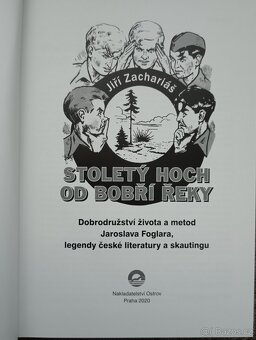 Jiří Zachariáš
STOLETÝ HOCH
OD BOBŘÍ ŘEKY
Dobrodružství života a metod
Jaroslava Foglara,
legendy české literatury a skautingu
Nakladatelství Ostrov
Praha 2020